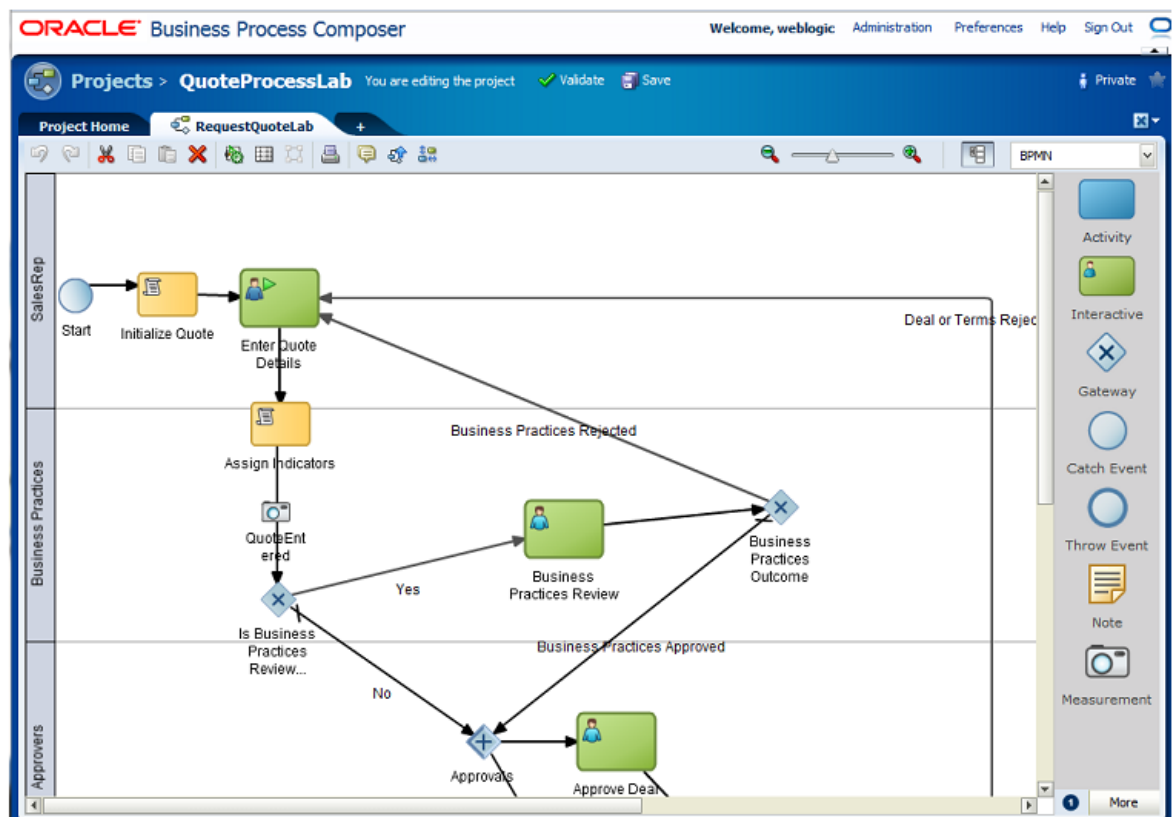 ORACLE Business Process Composer
Welcome, weblogic Administration Preferences Help Sign Out
Projects > QuoteProcessLab You are editing the project Validate Save
Private
Project Home RequestQuoteLab +
BPMN
SalesRep
Start
Initialize Quote
Enter Quote
Details
Deal or Terms Rejec
Business Practices
Assign Indicators
Business Practices Rejected
QuoteEnt
ered
Yes
Business
Practices Review
Business
Practices
Outcome
Is Business
Practices
Review...
Business Practices Approved
No
Approvers
Approvals
Approve Deal
Activity
Interactive
Gateway
Catch Event
Throw Event
Note
Measurement
1 More